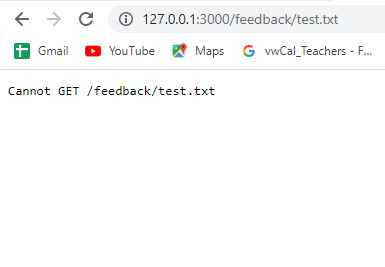 127.0.0.1:3000/feedback/test.txt
Gmail YouTube Maps vwCal_Teachers - F...
Cannot GET /feedback/test.txt